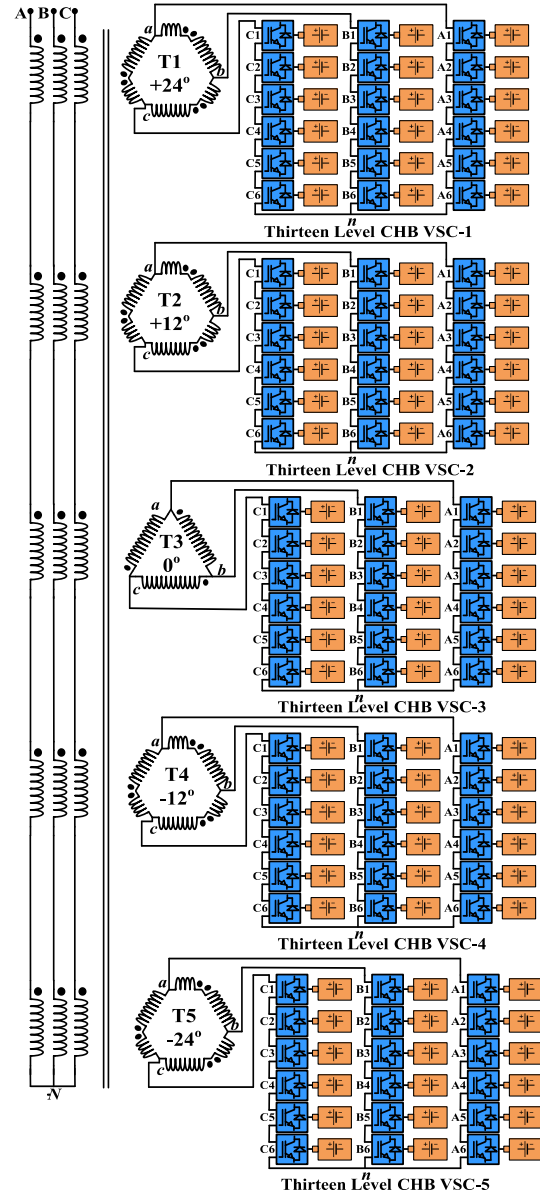 A B C
a T1 +24° b c
C1 B1 A1
C2 B2 A2
C3 B3 A3
C4 B4 A4
C5 B5 A5
C6 B6 A6
n
Thirteen Level CHB VSC-1
a T2 +12° b c
C1 B1 A1
C2 B2 A2
C3 B3 A3
C4 B4 A4
C5 B5 A5
C6 B6 A6
n
Thirteen Level CHB VSC-2
a T3 0° b c
C1 B1 A1
C2 B2 A2
C3 B3 A3
C4 B4 A4
C5 B5 A5
C6 B6 A6
n
Thirteen Level CHB VSC-3
a T4 -12° b c
C1 B1 A1
C2 B2 A2
C3 B3 A3
C4 B4 A4
C5 B5 A5
C6 B6 A6
n
Thirteen Level CHB VSC-4
a T5 -24° b c
C1 B1 A1
C2 B2 A2
C3 B3 A3
C4 B4 A4
C5 B5 A5
C6 B6 A6
N
n
Thirteen Level CHB VSC-5